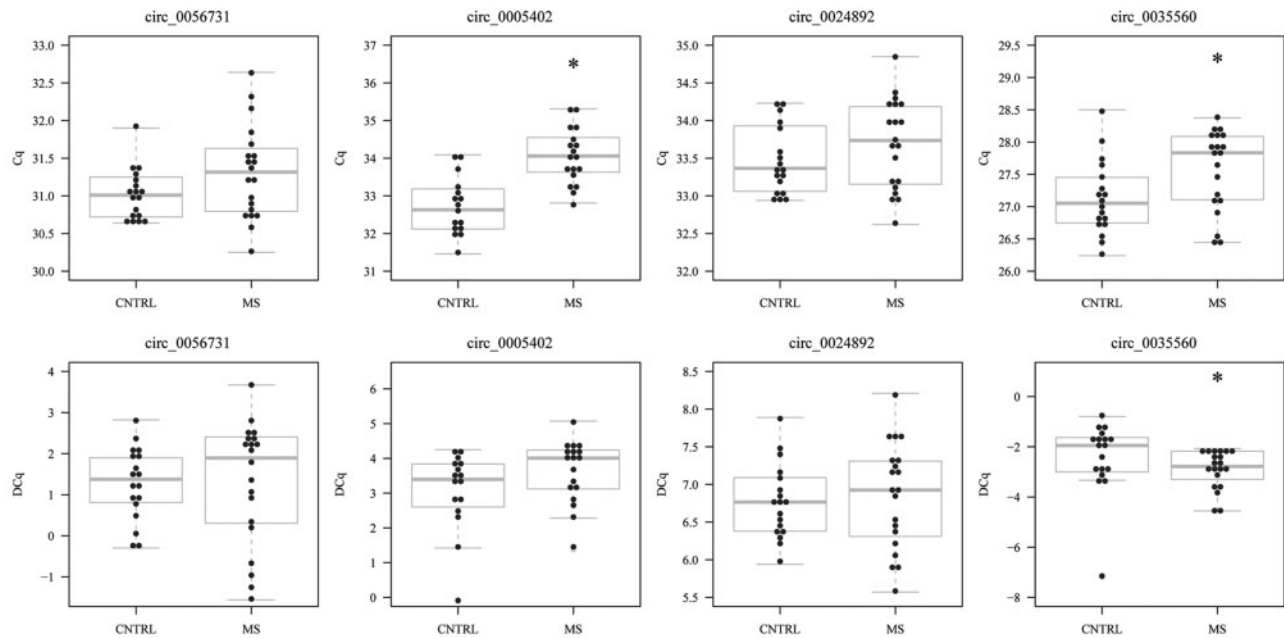 circ_0056731
circ_0005402
circ_0024892
circ_0035560
33.0
32.5
32.0
31.5
31.0
30.5
30.0
Cq
CNTRL
MS
37
36
35
34
33
32
31
Cq
*
CNTRL
MS
35.0
34.5
34.0
33.5
33.0
32.5
32.0
Cq
CNTRL
MS
29.5
29.0
28.5
28.0
27.5
27.0
26.5
26.0
Cq
*
CNTRL
MS
circ_0056731
circ_0005402
circ_0024892
circ_0035560
4
3
2
1
0
−1
DCq
CNTRL
MS
6
5
4
3
2
1
0
DCq
CNTRL
MS
8.5
8.0
7.5
7.0
6.5
6.0
5.5
DCq
CNTRL
MS
0
−2
−4
−6
−8
DCq
*
CNTRL
MS